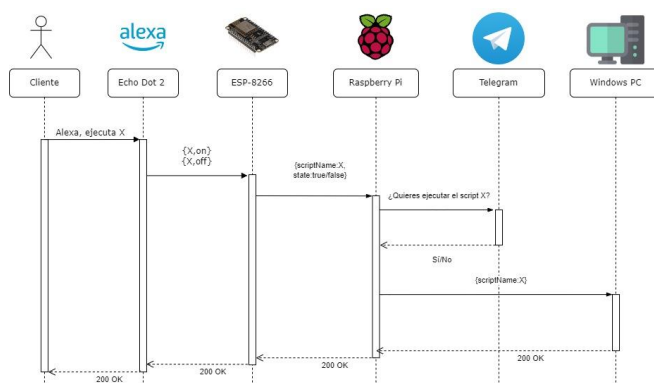 alexa
Cliente
Echo Dot 2
ESP-8266
Raspberry Pi
Telegram
Windows PC
Alexa, ejecuta X
{X,on}
{X,off}
{scriptName:X,
state:true/false}
¿Quieres ejecutar el script X?
Sí/No
{scriptName:X}
200 OK
200 OK
200 OK
200 OK